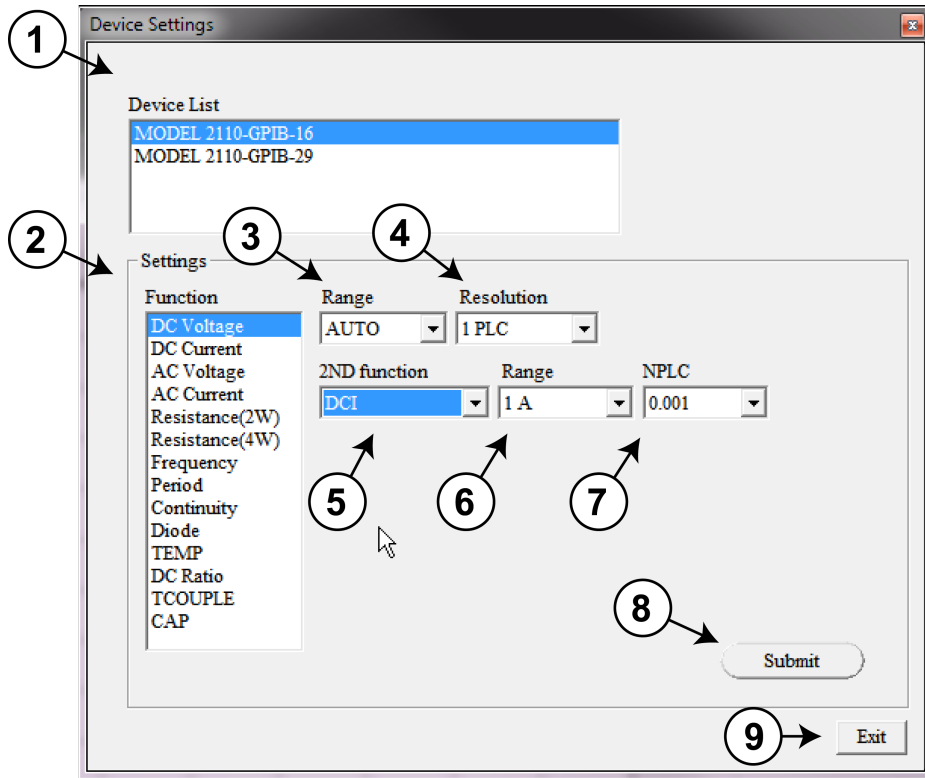 Device Settings
1
Device List
MODEL 2110-GPIB-16
MODEL 2110-GPIB-29
2
3
4
Settings
Function
Range
Resolution
DC Voltage
DC Current
AC Voltage
AC Current
Resistance(2W)
Resistance(4W)
Frequency
Period
Continuity
Diode
TEMP
DC Ratio
TCOUPLE
CAP
AUTO
1 PLC
2ND function
Range
NPLC
DCI
1 A
0.001
5
6
7
8
Submit
9
Exit